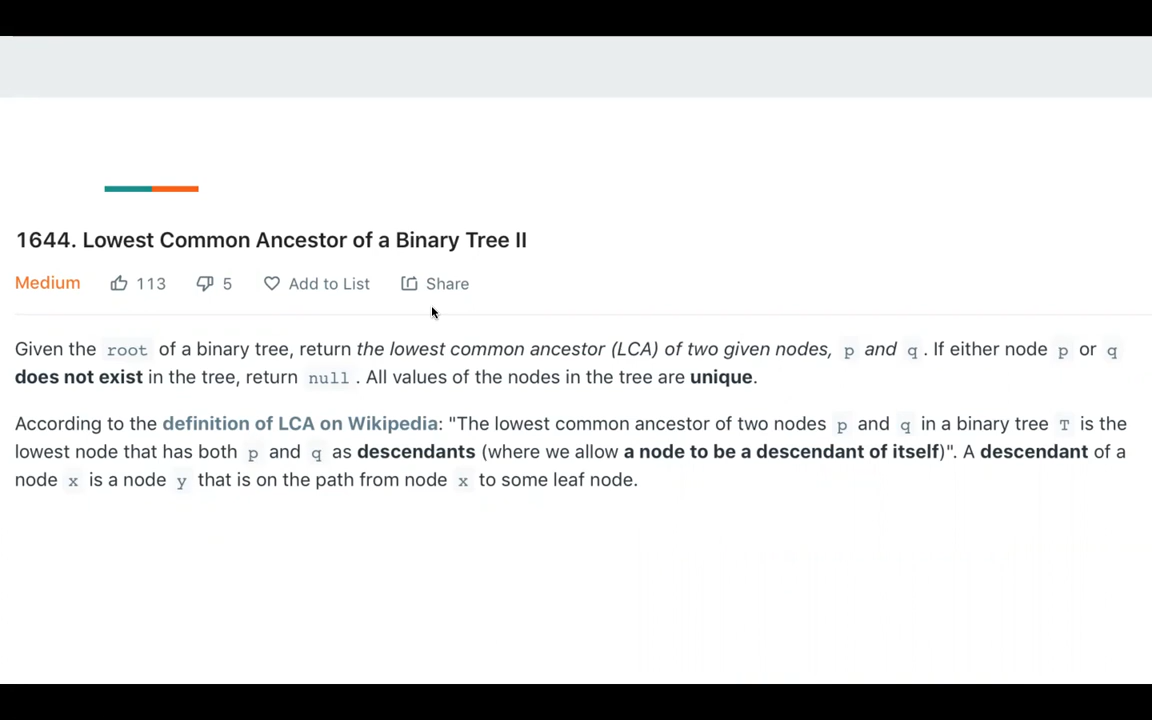 1644. Lowest Common Ancestor of a Binary Tree II
Medium 113 5 Add to List Share
Given the root of a binary tree, return the lowest common ancestor (LCA) of two given nodes, p and q . If either node p or q
does not exist in the tree, return null . All values of the nodes in the tree are unique.
According to the definition of LCA on Wikipedia: "The lowest common ancestor of two nodes p and q in a binary tree T is the
lowest node that has both p and q as descendants (where we allow a node to be a descendant of itself)". A descendant of a
node x is a node y that is on the path from node x to some leaf node.